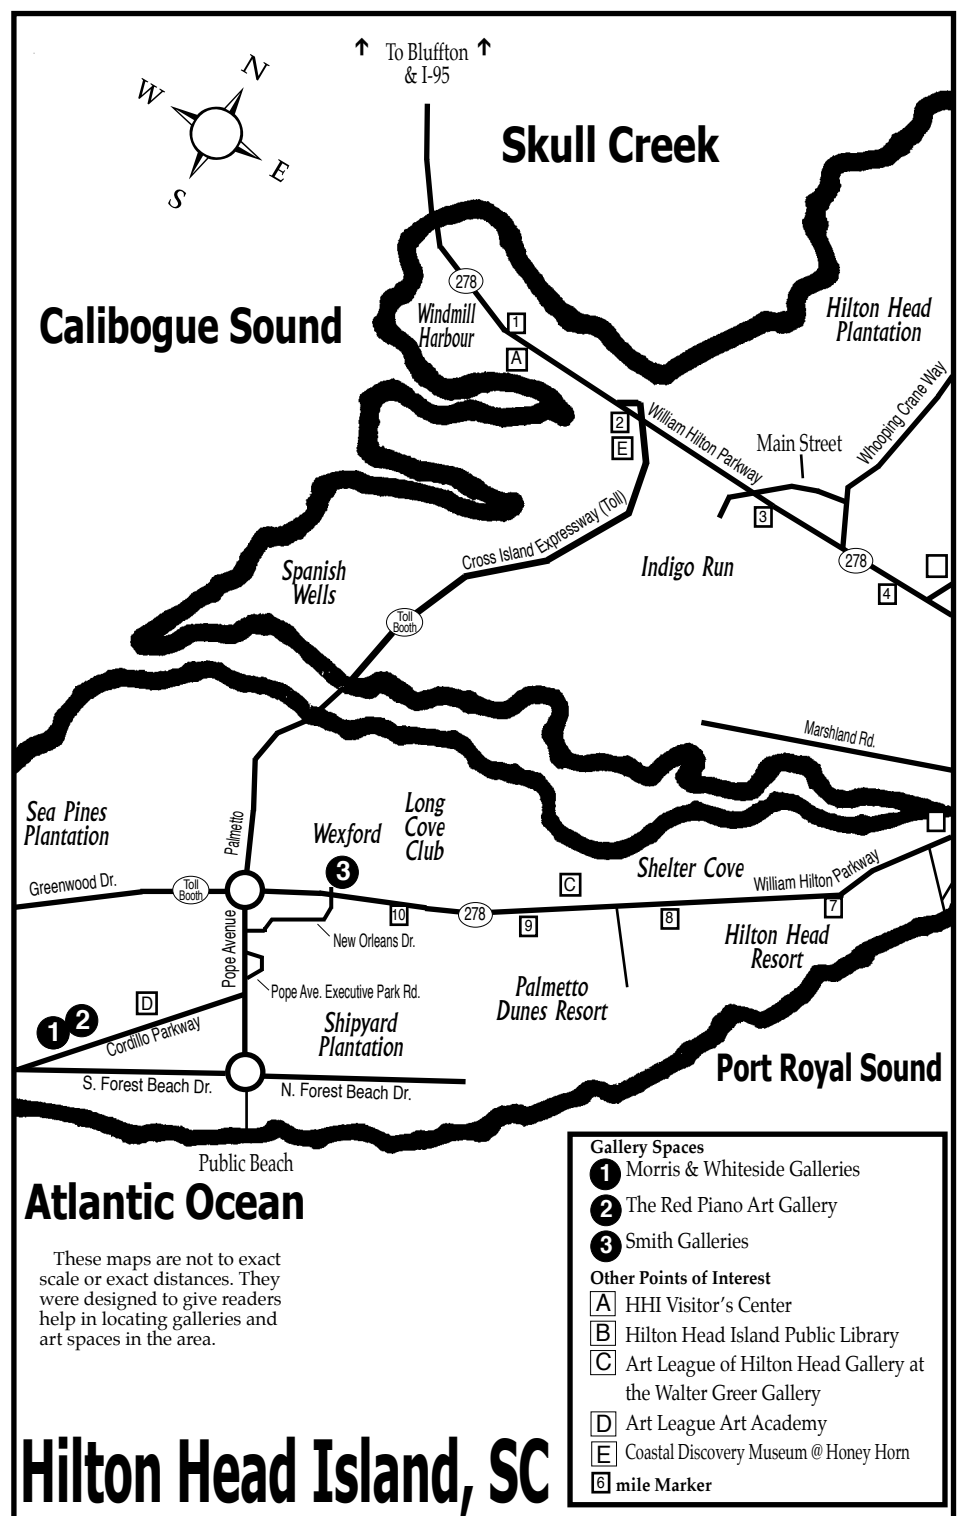 To Bluffton
& I-95
N
W
E
S
Skull Creek
278
Calibogue Sound
Windmill
Harbour
1
A
Hilton Head
Plantation
2
E
William Hilton Parkway
Main Street
Whooping Crane Way
3
Cross Island Expressway (Toll)
Indigo Run
278
4
Spanish
Wells
Toll
Booth
Marshland Rd.
Sea Pines
Plantation
Palmetto
Wexford
Long
Cove
Club
3
Shelter Cove
Greenwood Dr.
Toll
Booth
C
William Hilton Parkway
10
278
9
8
7
Pope Avenue
New Orleans Dr.
Hilton Head
Resort
Pope Ave. Executive Park Rd.
Palmetto
Dunes Resort
D
1
2
Cordillo Parkway
Shipyard
Plantation
Port Royal Sound
S. Forest Beach Dr.
N. Forest Beach Dr.
Public Beach
Atlantic Ocean
These maps are not to exact
scale or exact distances. They
were designed to give readers
help in locating galleries and
art spaces in the area.
Gallery Spaces
1 Morris & Whiteside Galleries
2 The Red Piano Art Gallery
3 Smith Galleries
Other Points of Interest
A HHI Visitor's Center
B Hilton Head Island Public Library
C Art League of Hilton Head Gallery at
the Walter Greer Gallery
D Art League Art Academy
E Coastal Discovery Museum @ Honey Horn
6 mile Marker
Hilton Head Island, SC